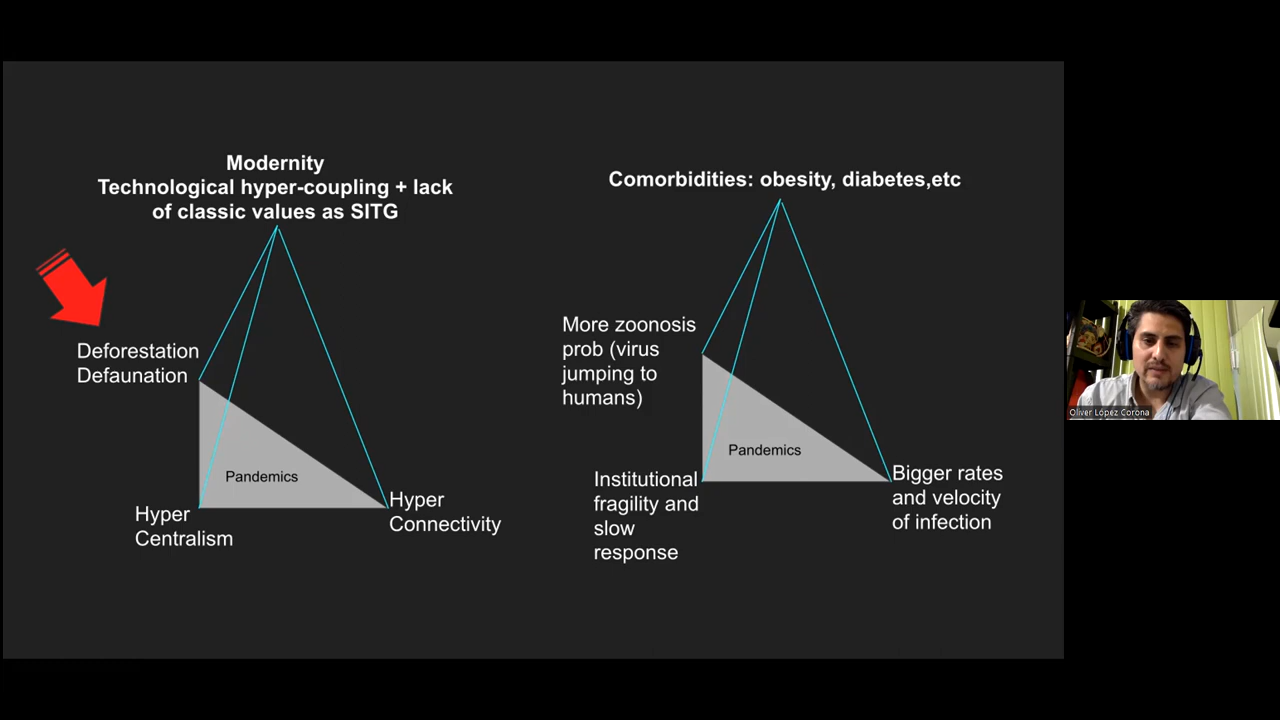 Modernity
Technological hyper-coupling + lack
of classic values as SITG
Deforestation
Defaunation
Pandemics
Hyper
Centralism
Hyper
Connectivity
Comorbidities: obesity, diabetes,etc
More zoonosis
prob (virus
jumping to
humans)
Pandemics
Institutional
fragility and
slow
response
Bigger rates
and velocity
of infection
Oliver López Corona